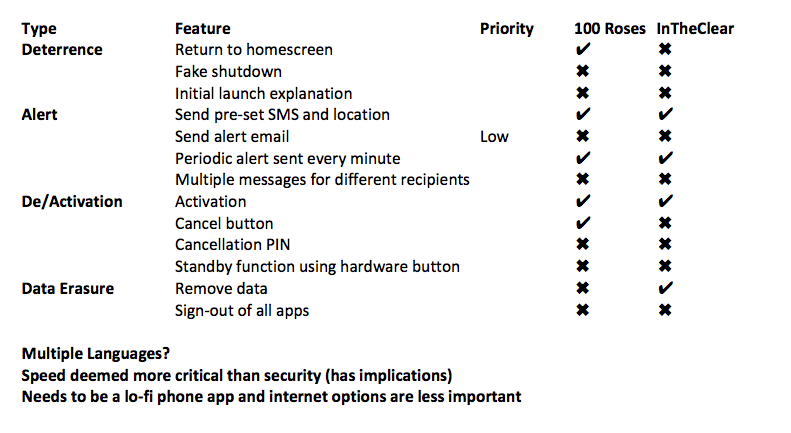 Type Feature Priority 100 Roses InTheClear
Deterrence Return to homescreen ✔ ✖
Fake shutdown ✖ ✖
Initial launch explanation ✖ ✖
Alert Send pre-set SMS and location ✔ ✔
Send alert email Low ✖ ✖
Periodic alert sent every minute ✔ ✔
Multiple messages for different recipients ✖ ✖
De/Activation Activation ✔ ✔
Cancel button ✔ ✖
Cancellation PIN ✖ ✖
Standby function using hardware button ✖ ✖
Data Erasure Remove data ✖ ✔
Sign-out of all apps ✖ ✖
Multiple Languages?
Speed deemed more critical than security (has implications)
Needs to be a lo-fi phone app and internet options are less important